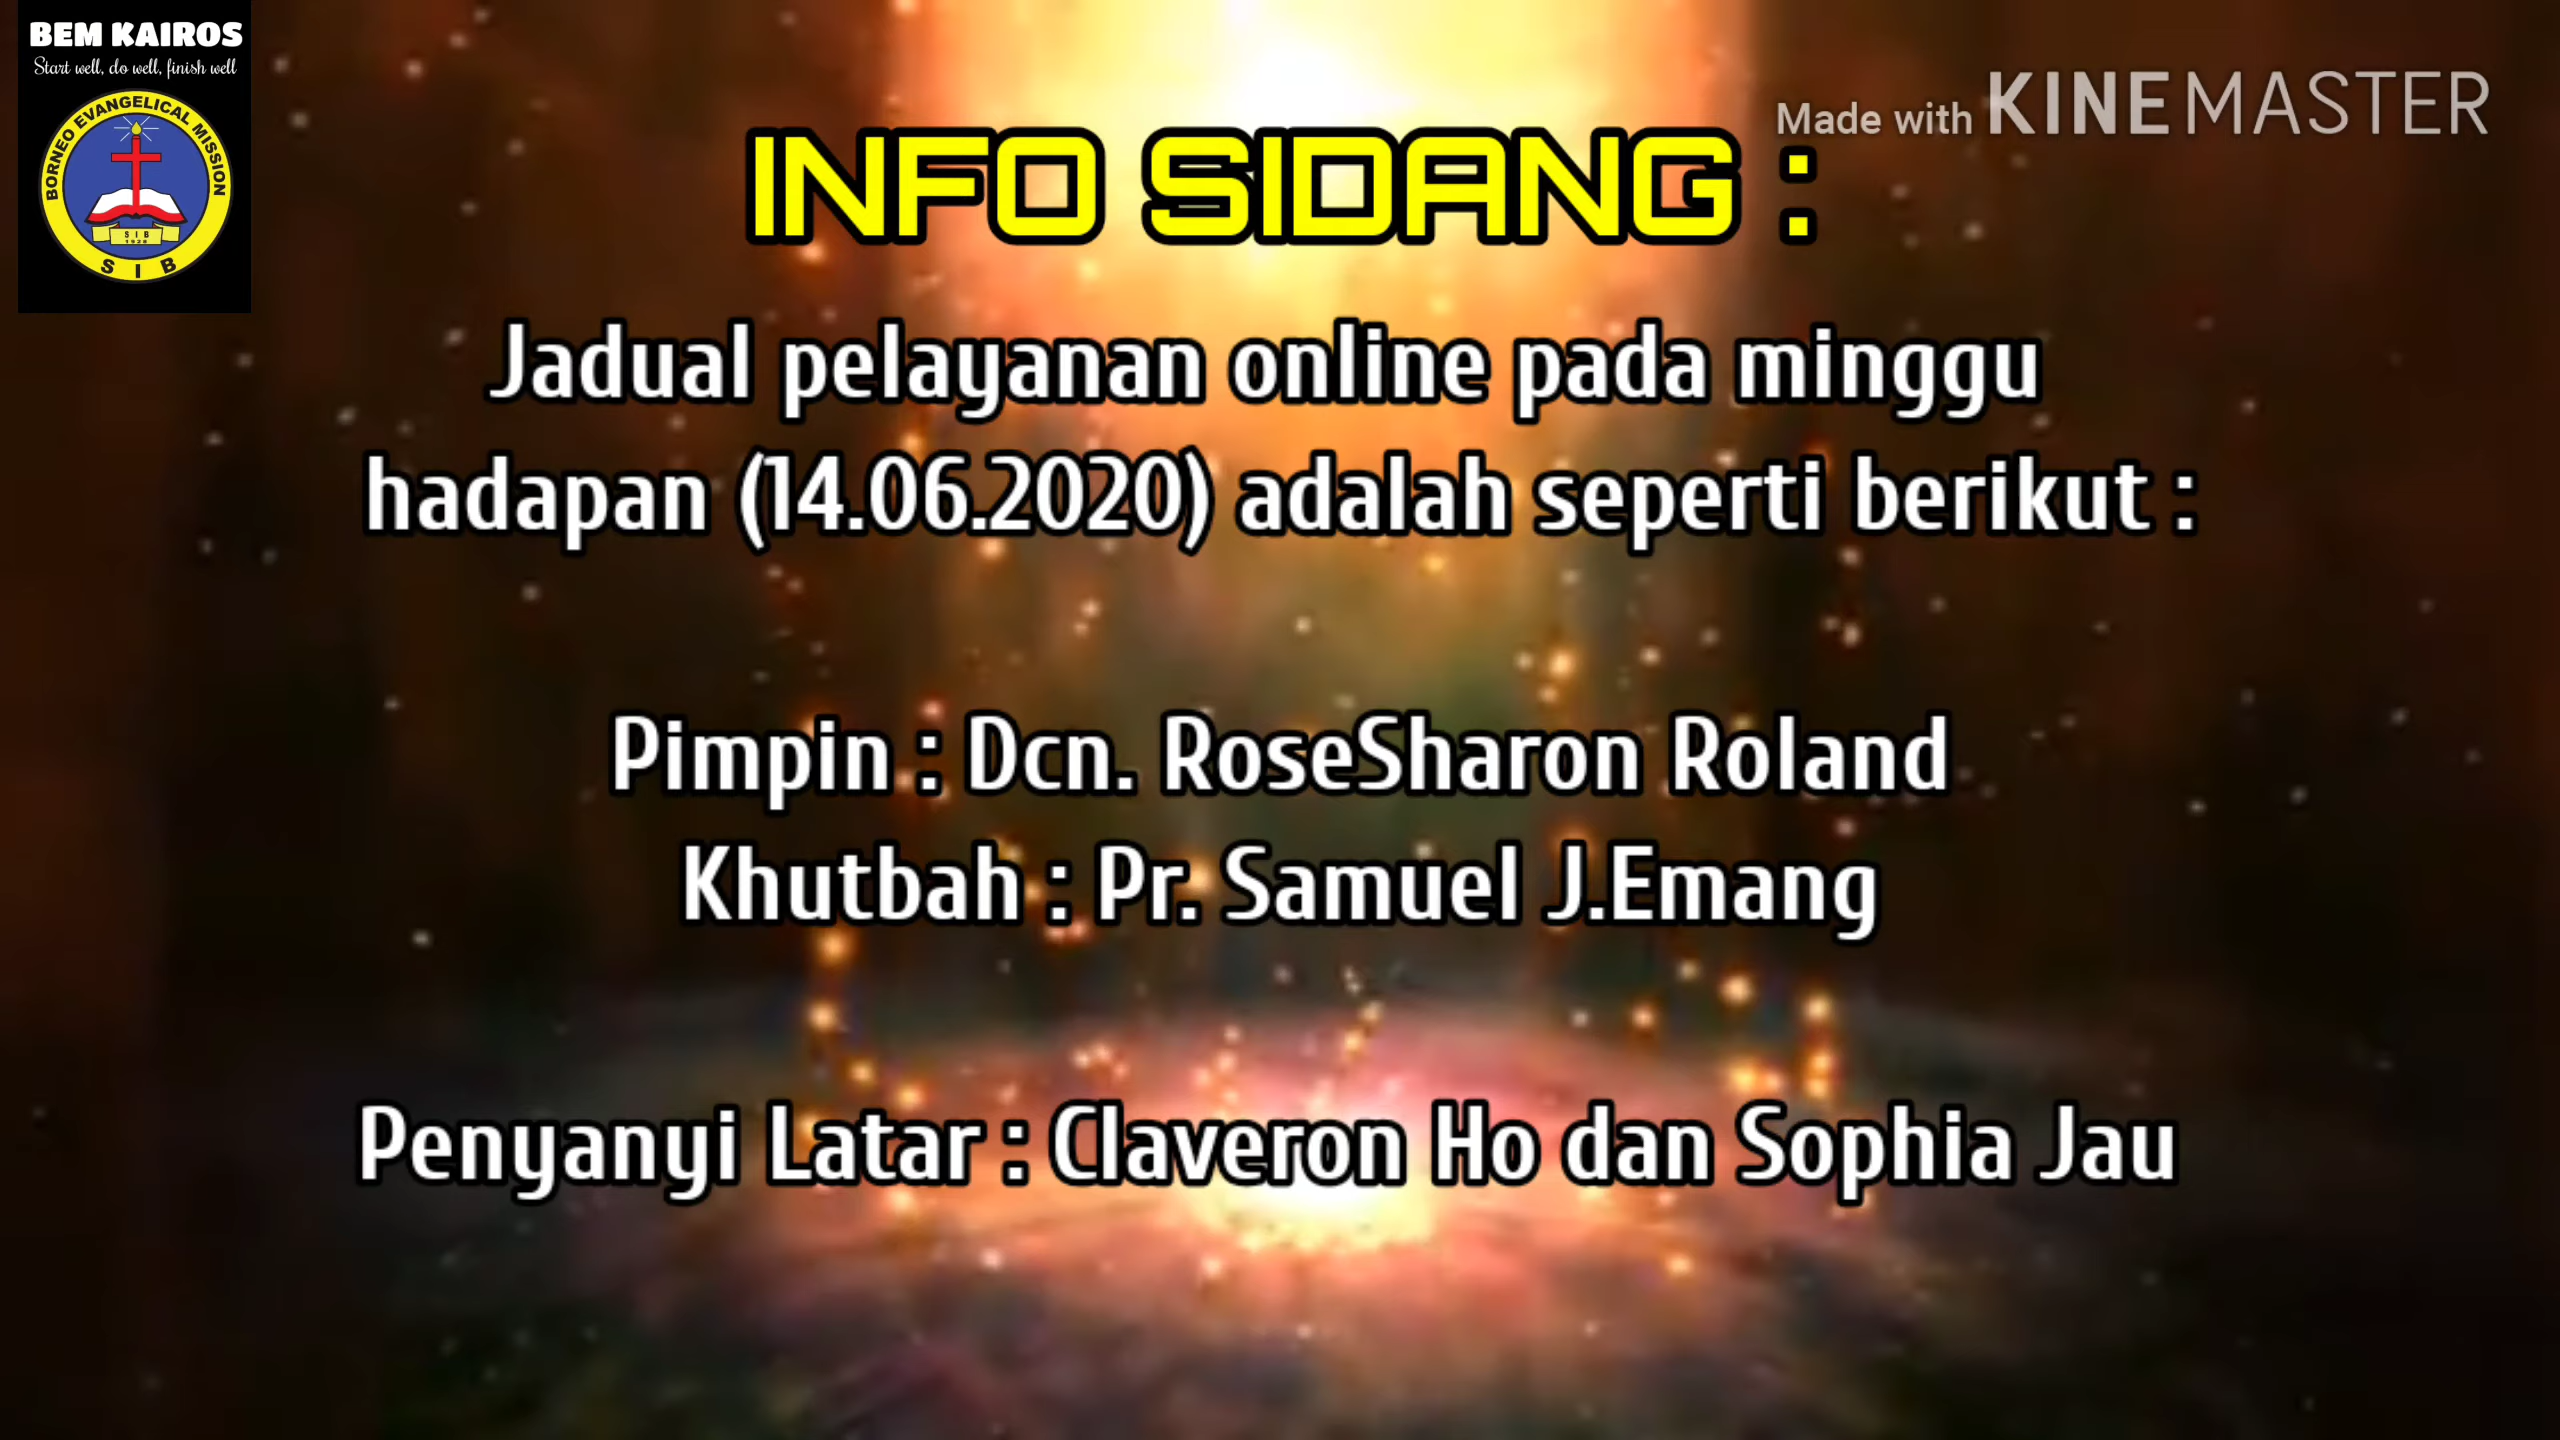 BEM KAIROS
Start well, do well, finish well
BORNEO EVANGELICAL MISSION
SIB
1928
SIB
Made with KINEMASTER
INFO SIDANG :
Jadual pelayanan online pada minggu
hadapan (14.06.2020) adalah seperti berikut :
Pimpin : Dcn. RoseSharon Roland
Khutbah : Pr. Samuel J.Emang
Penyanyi Latar : Claveron Ho dan Sophia Jau